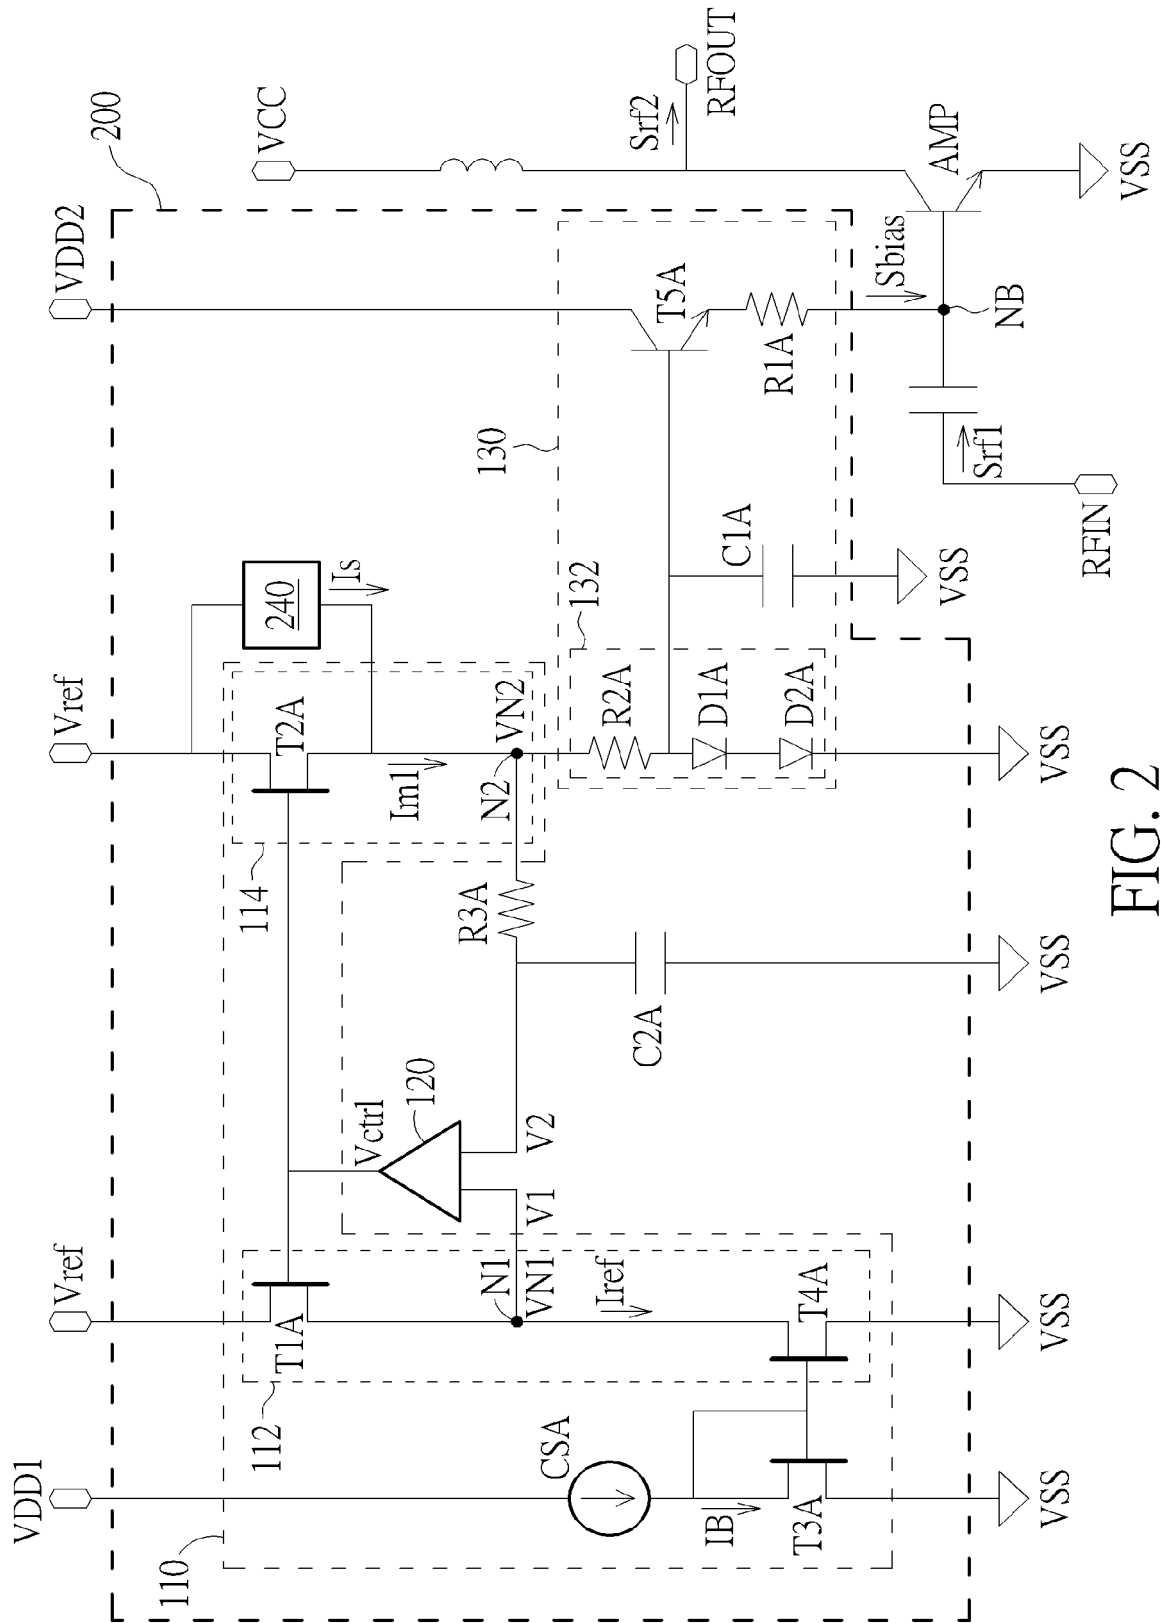 VDD1
Vref
Vref
VDD2
VCC
200
110
112
T1A
114
T2A
240
Is
Vctrl
120
N1
VN1
V1
V2
R3A
N2
VN2
Im1
Iref
CSA
IB
T3A
T4A
C2A
132
R2A
D1A
D2A
130
C1A
T5A
R1A
Sbias
NB
Srf1
RFIN
Srf2
RFOUT
AMP
VSS
VSS
VSS
VSS
VSS
VSS
FIG. 2